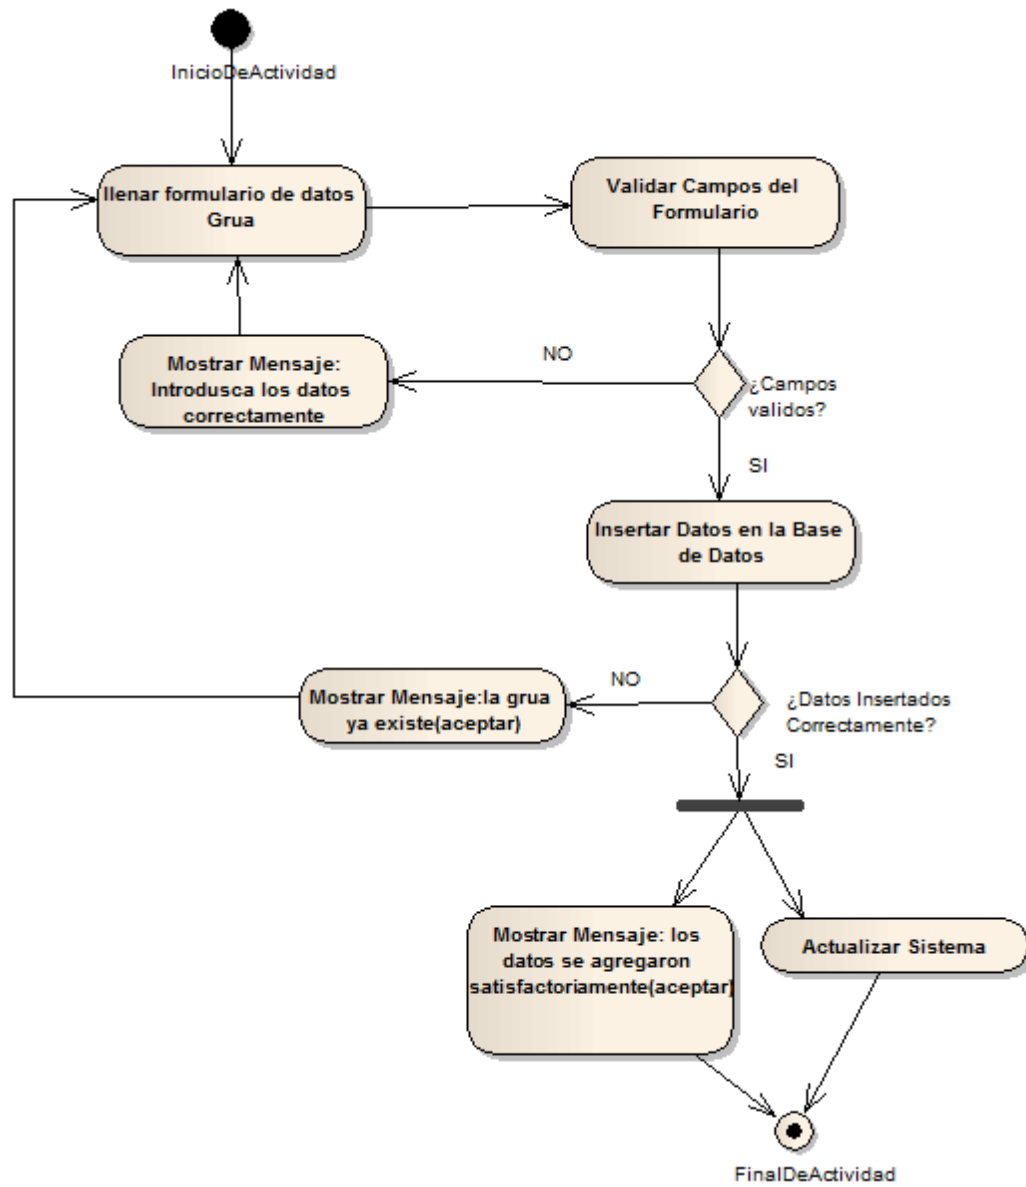 InicioDeActividad
llenar formulario de datos
Grua
Validar Campos del
Formulario
Mostrar Mensaje:
Introdusca los datos
correctamente
NO
¿Campos
validos?
SI
Insertar Datos en la Base
de Datos
Mostrar Mensaje:la grua
ya existe(aceptar)
NO
¿Datos Insertados
Correctamente?
SI
Mostrar Mensaje: los
datos se agregaron
satisfactoriamente(aceptar)
Actualizar Sistema
FinalDeActividad